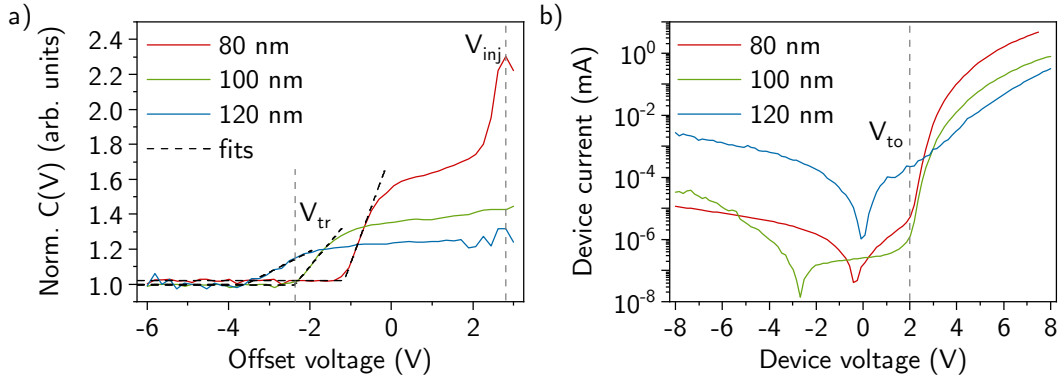 a)
Norm. C(V) (arb. units)
2.4
2.2
2.0
1.8
1.6
1.4
1.2
1.0
80 nm
100 nm
120 nm
fits
V_inj
V_tr
-6 -4 -2 0 2
Offset voltage (V)
b)
Device current (mA)
10^0
10^-2
10^-4
10^-6
10^-8
80 nm
100 nm
120 nm
V_to
-8 -6 -4 -2 0 2 4 6 8
Device voltage (V)